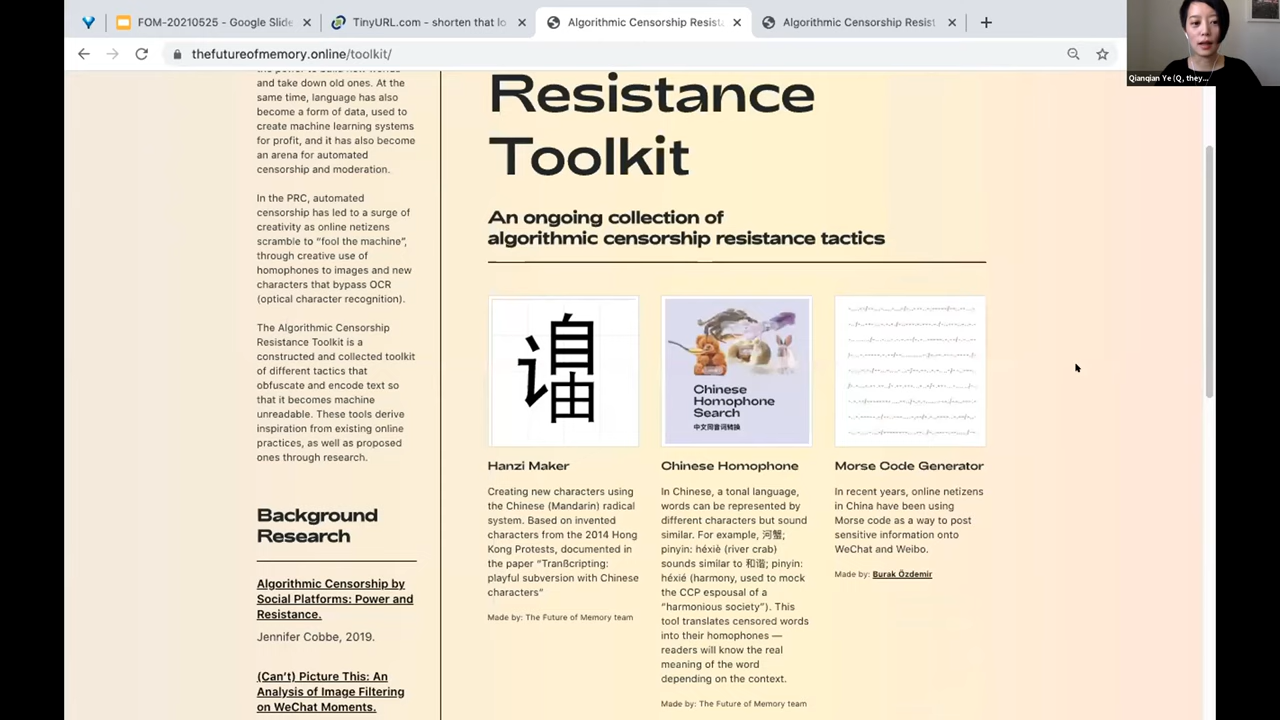 FOM-20210525 - Google Slide
TinyURL.com - shorten that lo
Algorithmic Censorship Resista
Algorithmic Censorship Resist
thefutureofmemory.online/toolkit/
Qianqian Ye (Q, they...
and take down old ones. At the
same time, language has also
become a form of data, used to
create machine learning systems
for profit, and it has also become
an arena for automated
censorship and moderation.
In the PRC, automated
censorship has led to a surge of
creativity as online netizens
scramble to “fool the machine”,
through creative use of
homophones to images and new
characters that bypass OCR
(optical character recognition).
The Algorithmic Censorship
Resistance Toolkit is a
constructed and collected toolkit
of different tactics that
obfuscate and encode text so
that it becomes machine
unreadable. These tools derive
inspiration from existing online
practices, as well as proposed
ones through research.
Background
Research
Algorithmic Censorship by
Social Platforms: Power and
Resistance.
Jennifer Cobbe, 2019.
(Can’t) Picture This: An
Analysis of Image Filtering
on WeChat Moments.
Resistance
Toolkit
An ongoing collection of
algorithmic censorship resistance tactics
Hanzi Maker
Creating new characters using
the Chinese (Mandarin) radical
system. Based on invented
characters from the 2014 Hong
Kong Protests, documented in
the paper “Tran8cripting:
playful subversion with Chinese
characters”
Made by: The Future of Memory team
Chinese
Homophone
Search
中文同音词转换
Chinese Homophone
In Chinese, a tonal language,
words can be represented by
different characters but sound
similar. For example, 河蟹;
pinyin: héxiè (river crab)
sounds similar to 和谐; pinyin:
héxié (harmony, used to mock
the CCP espousal of a
“harmonious society”). This
tool translates censored words
into their homophones —
readers will know the real
meaning of the word
depending on the context.
Made by: The Future of Memory team
Morse Code Generator
In recent years, online netizens
in China have been using
Morse code as a way to post
sensitive information onto
WeChat and Weibo.
Made by: Burak Özdemir